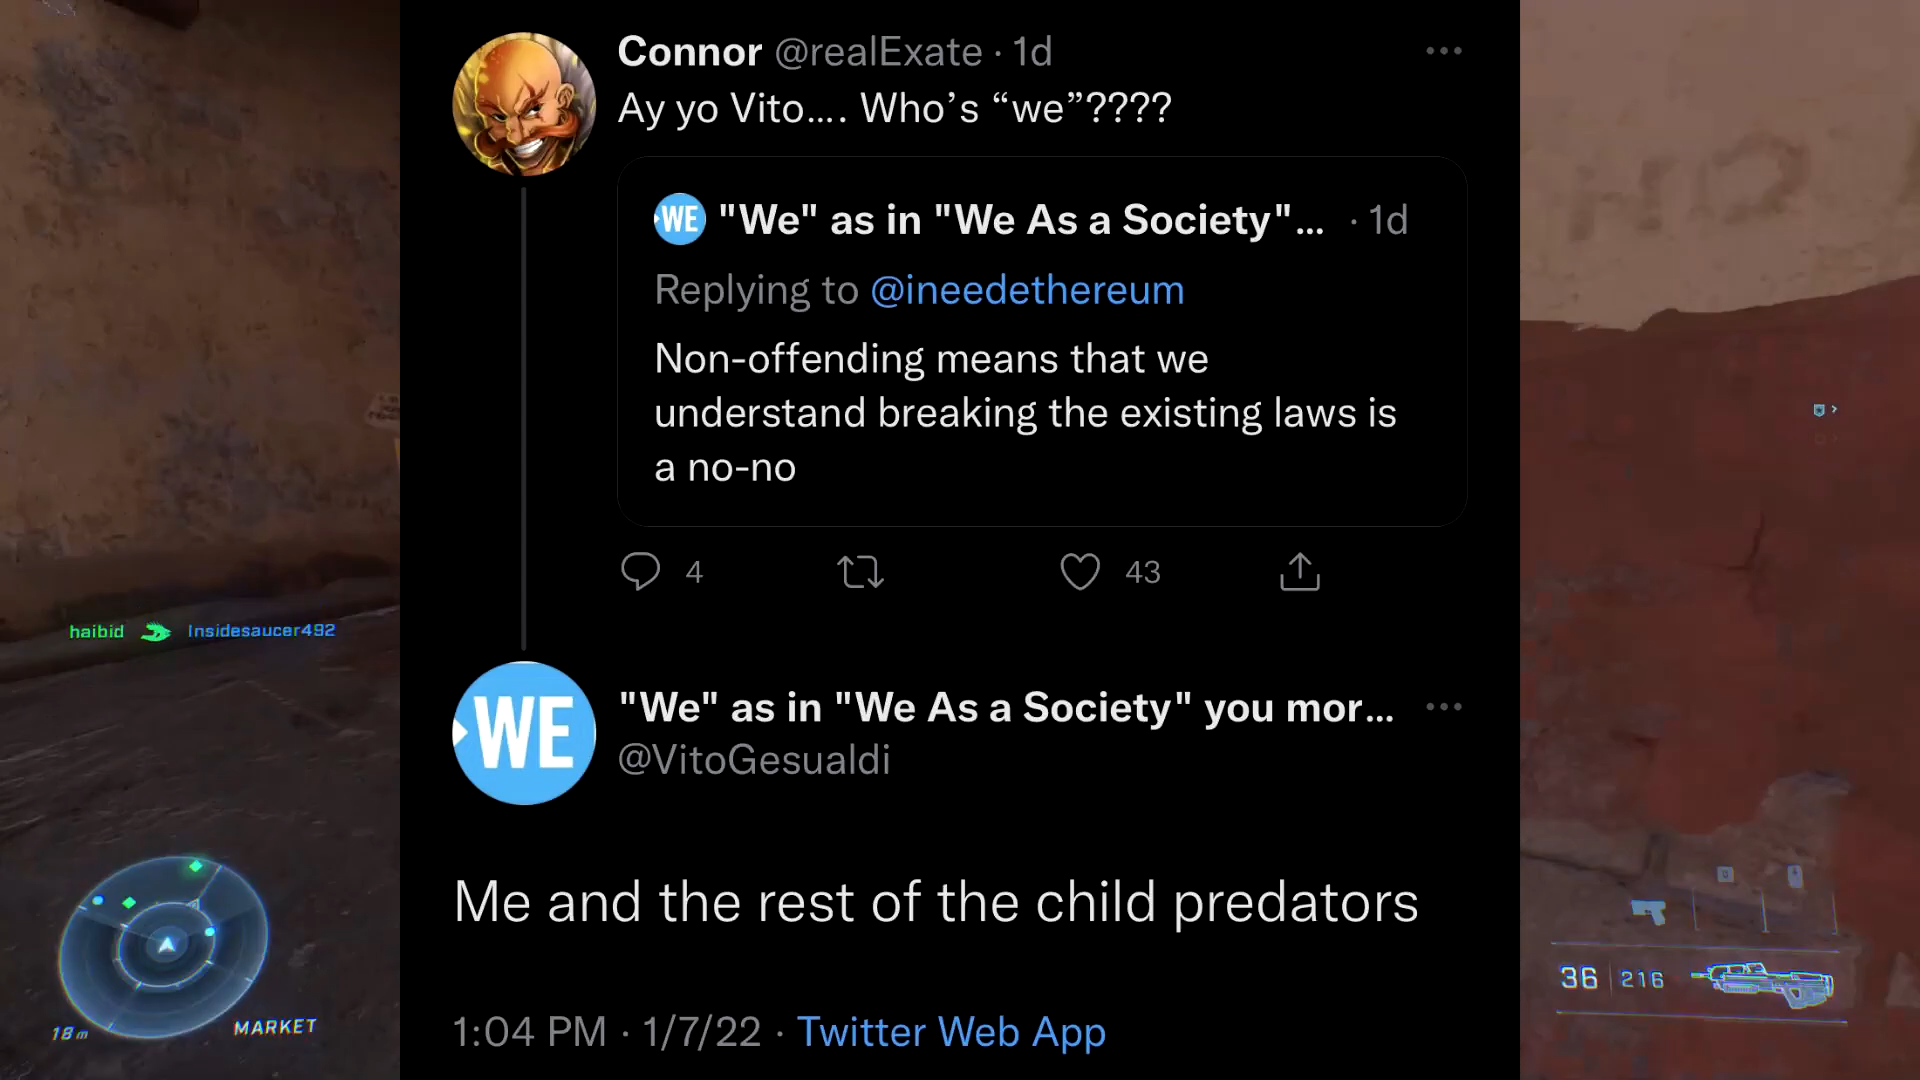 Connor @realExate · 1d
Ay yo Vito.... Who's “we”????
WE "We" as in "We As a Society"... · 1d
Replying to @ineedethereum
Non-offending means that we
understand breaking the existing laws is
a no-no
4 43
haibid Insidesaucer492
WE "We" as in "We As a Society" you mor...
@VitoGesualdi
Me and the rest of the child predators
36 216
18m MARKET
1:04 PM · 1/7/22 · Twitter Web App